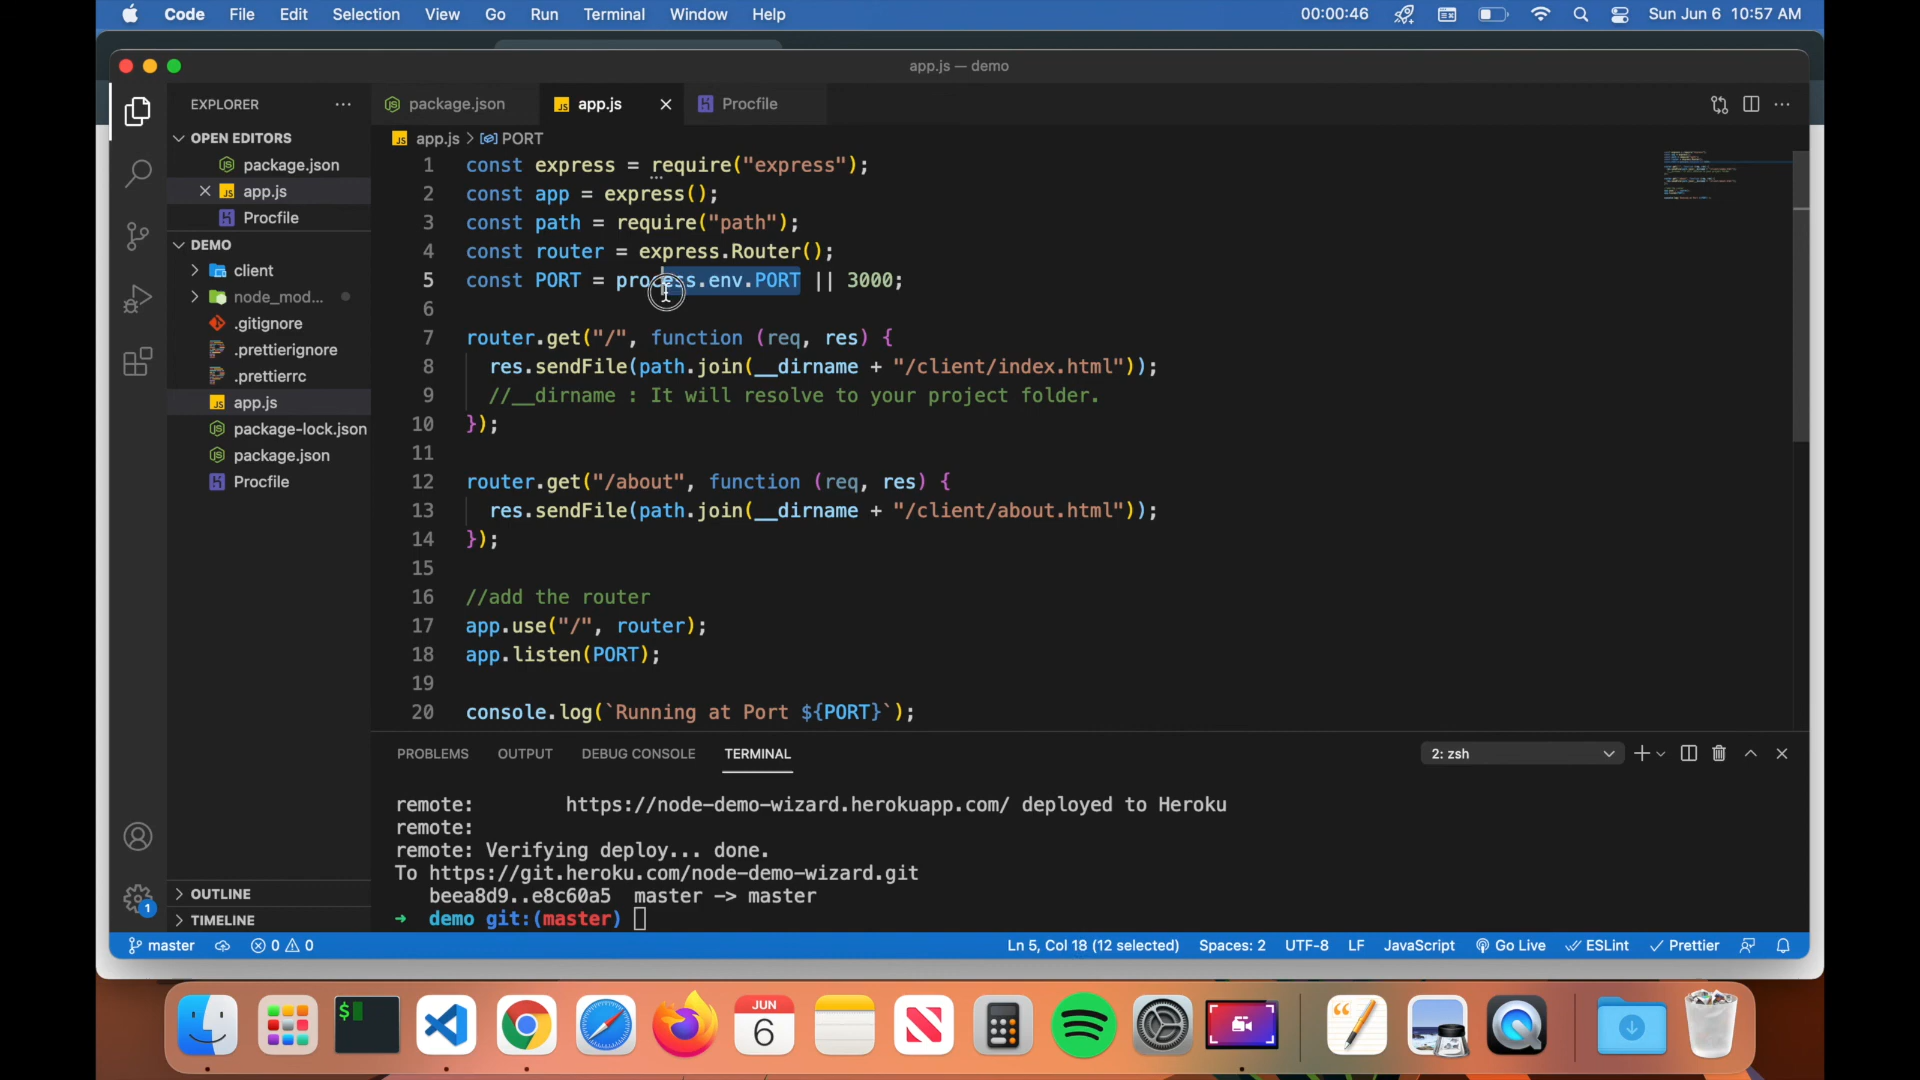 Code File Edit Selection View Go Run Terminal Window Help 00:00:46 Sun Jun 6 10:57 AM
app.js — demo
EXPLORER
package.json
app.js
Procfile
OPEN EDITORS
package.json
app.js
Procfile
DEMO
client
node_mod...
.gitignore
.prettierignore
.prettierrc
app.js
package-lock.json
package.json
Procfile
OUTLINE
TIMELINE
1
app.js > PORT
1 const express = require("express");
2 const app = express();
3 const path = require("path");
4 const router = express.Router();
5 const PORT = process.env.PORT || 3000;
6
7 router.get("/", function (req, res) {
8 res.sendFile(path.join(__dirname + "/client/index.html"));
9 //__dirname : It will resolve to your project folder.
10 });
11
12 router.get("/about", function (req, res) {
13 res.sendFile(path.join(__dirname + "/client/about.html"));
14 });
15
16 //add the router
17 app.use("/", router);
18 app.listen(PORT);
19
20 console.log(`Running at Port ${PORT}`);
PROBLEMS OUTPUT DEBUG CONSOLE TERMINAL 2: zsh
remote: https://node-demo-wizard.herokuapp.com/ deployed to Heroku
remote:
remote: Verifying deploy... done.
To https://git.heroku.com/node-demo-wizard.git
beea8d9..e8c60a5 master -> master
➜ demo git:(master)
master 0 0 Ln 5, Col 18 (12 selected) Spaces: 2 UTF-8 LF JavaScript Go Live ESLint Prettier
$
JUN
6